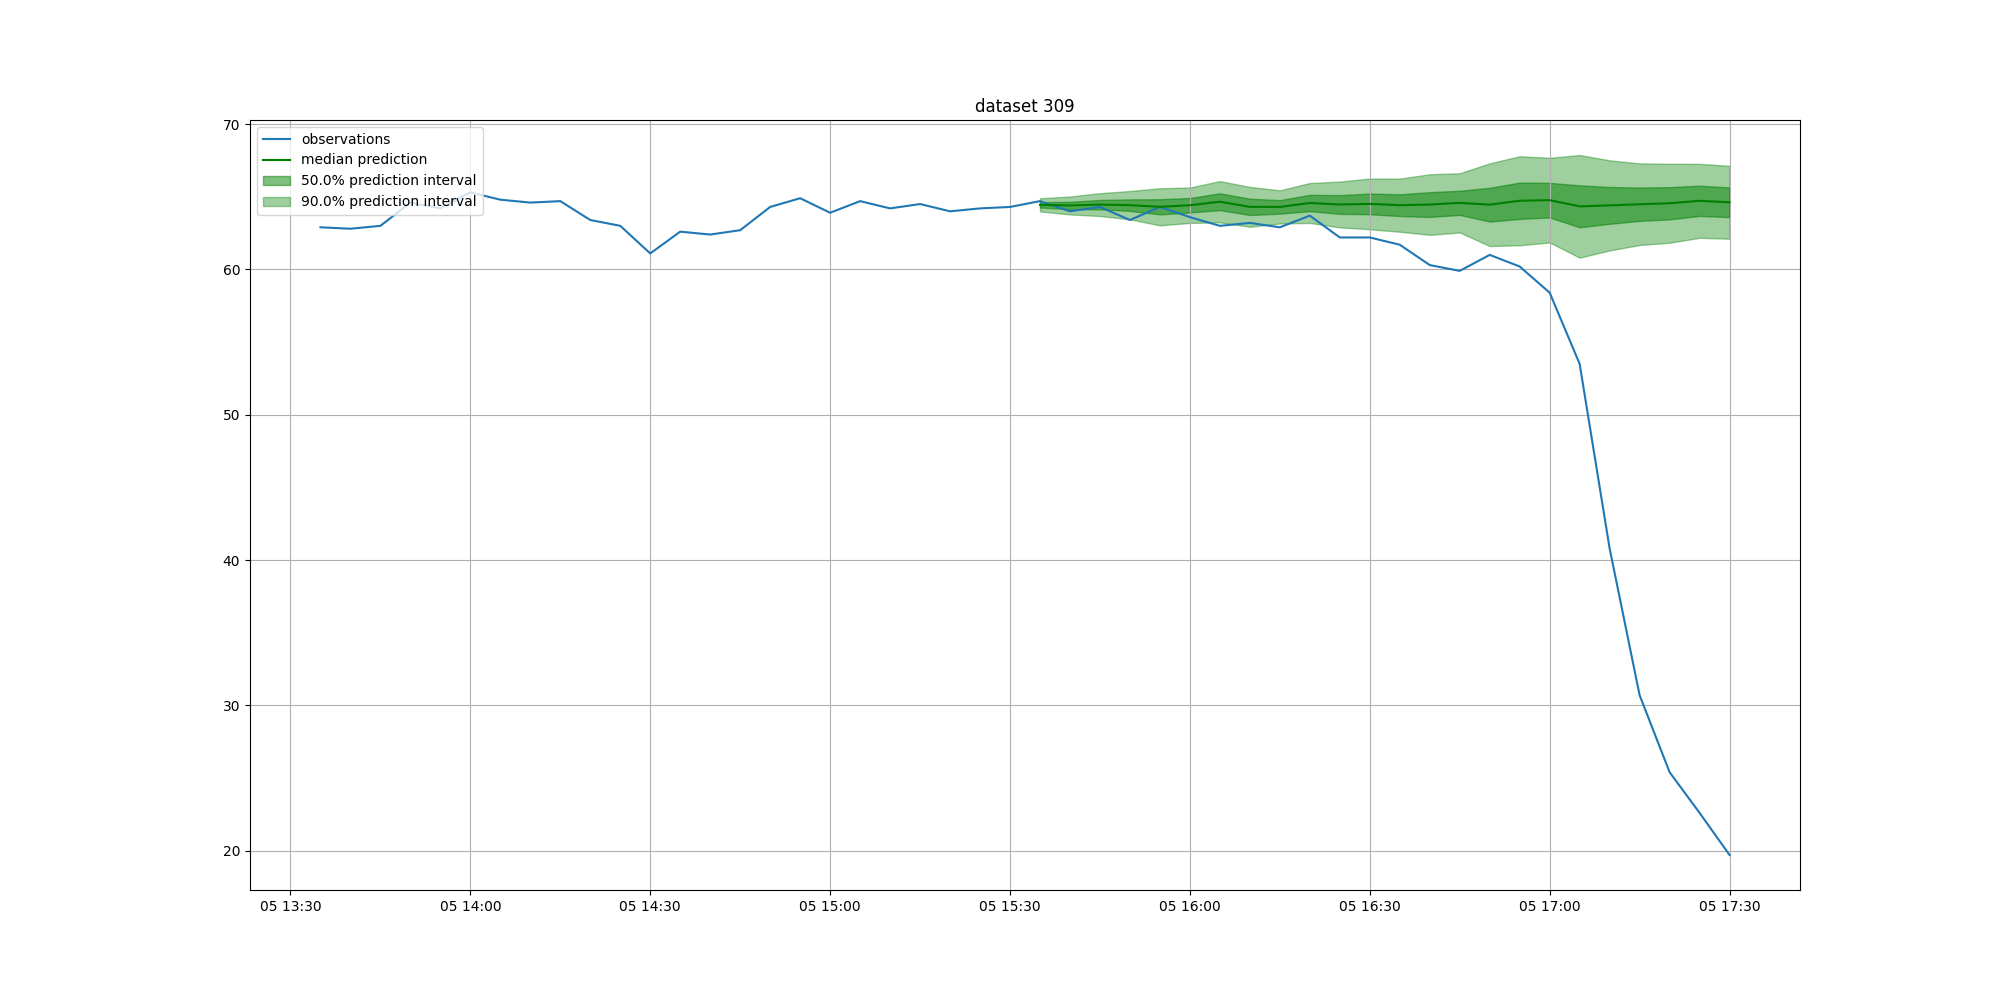 dataset 309
70
observations
median prediction
50.0% prediction interval
90.0% prediction interval
60
50
40
30
20
05 13:30 05 14:00 05 14:30 05 15:00 05 15:30 05 16:00 05 16:30 05 17:00 05 17:30